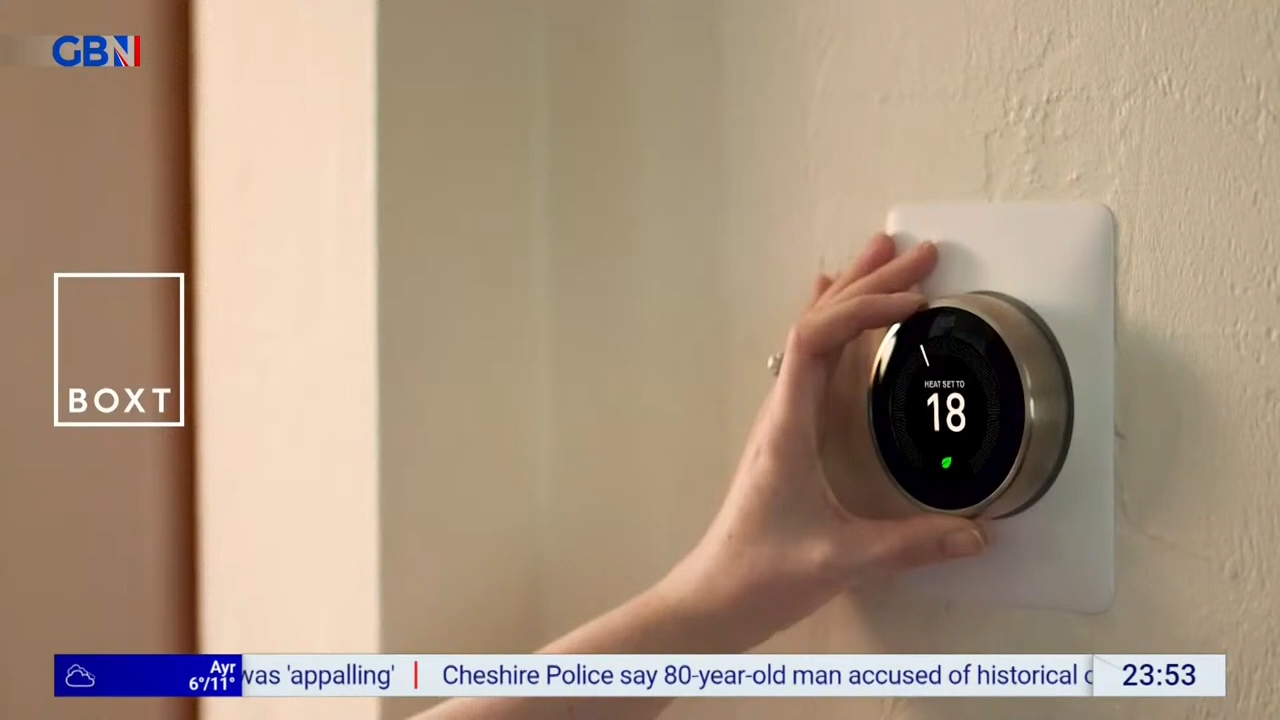 GBN
BOXT
HEAT SET TO
18
Ayr
6°/11°
was 'appalling' | Cheshire Police say 80-year-old man accused of historical
23:53